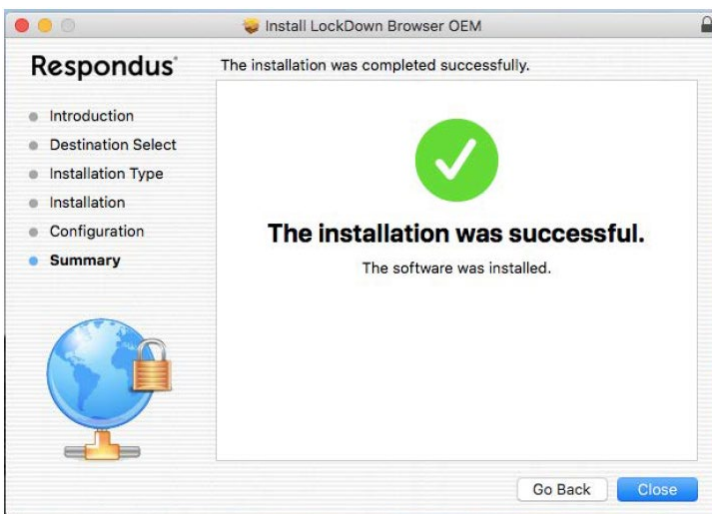 Install LockDown Browser OEM
Respondus
The installation was completed successfully.
Introduction
Destination Select
Installation Type
Installation
Configuration
Summary
The installation was successful.
The software was installed.
Go Back
Close